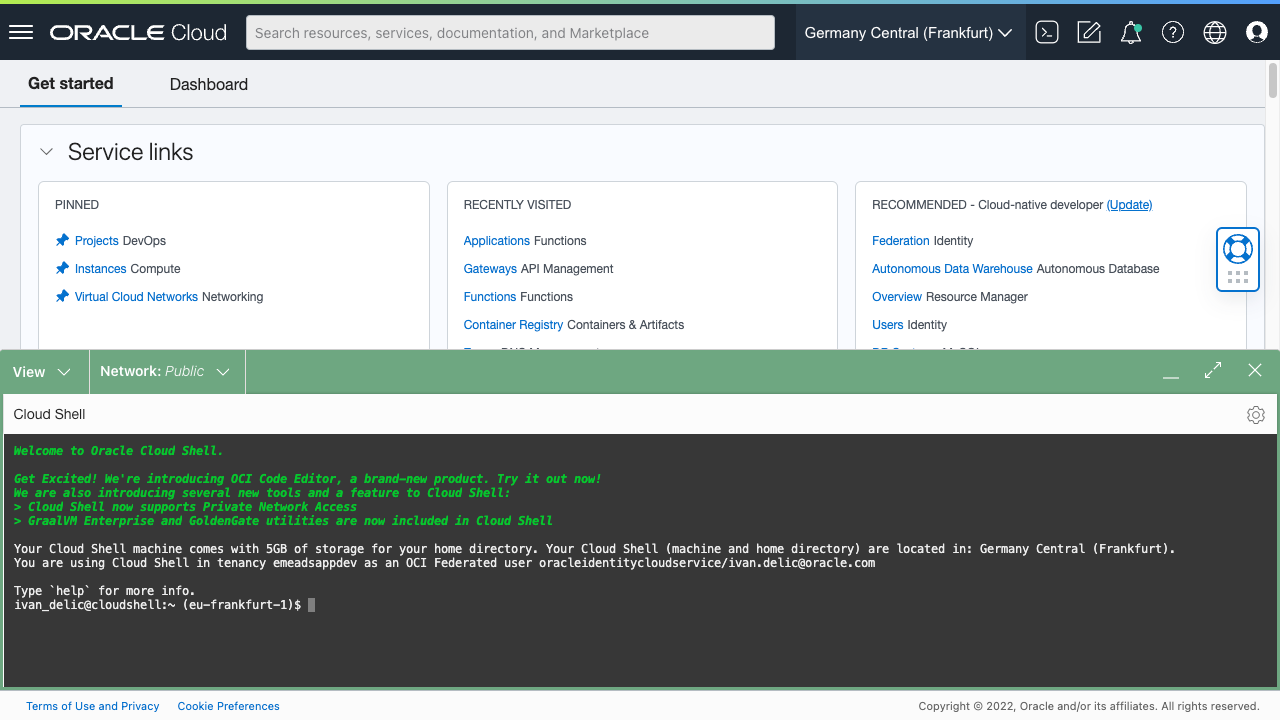 ORACLE Cloud
Search resources, services, documentation, and Marketplace
Germany Central (Frankfurt)
Get started
Dashboard
Service links
PINNED
Projects DevOps
Instances Compute
Virtual Cloud Networks Networking
RECENTLY VISITED
Applications Functions
Gateways API Management
Functions Functions
Container Registry Containers & Artifacts
RECOMMENDED - Cloud-native developer (Update)
Federation Identity
Autonomous Data Warehouse Autonomous Database
Overview Resource Manager
Users Identity
View
Network: Public
Cloud Shell
Welcome to Oracle Cloud Shell.
Get Excited! We're introducing OCI Code Editor, a brand-new product. Try it out now!
We are also introducing several new tools and a feature to Cloud Shell:
> Cloud Shell now supports Private Network Access
> GraalVM Enterprise and GoldenGate utilities are now included in Cloud Shell
Your Cloud Shell machine comes with 5GB of storage for your home directory. Your Cloud Shell (machine and home directory) are located in: Germany Central (Frankfurt).
You are using Cloud Shell in tenancy emeadsappdev as an OCI Federated user oracleidentitycloudservice/ivan.delic@oracle.com
Type `help` for more info.
ivan_delic@cloudshell:~ (eu-frankfurt-1)$
Terms of Use and Privacy
Cookie Preferences
Copyright © 2022, Oracle and/or its affiliates. All rights reserved.